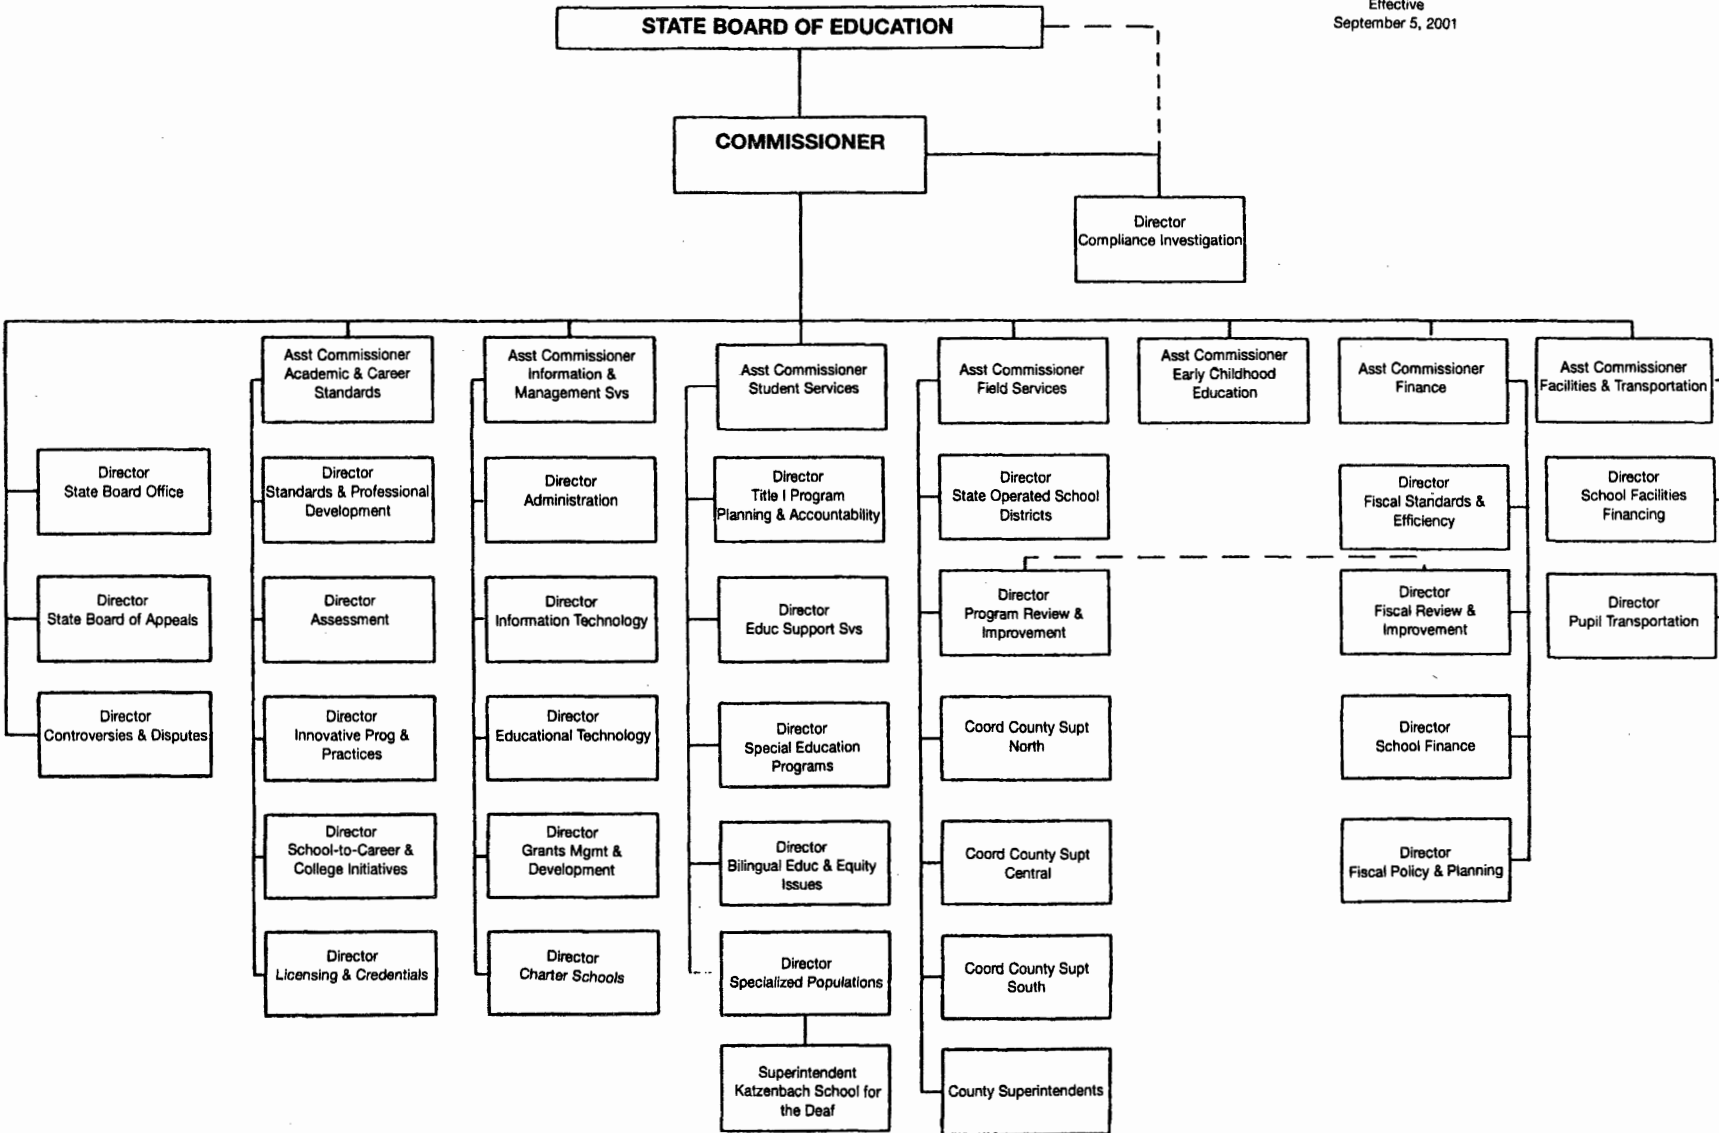 Effective
September 5, 2001
STATE BOARD OF EDUCATION
COMMISSIONER
Director
Compliance Investigation
Asst Commissioner
Academic & Career
Standards
Asst Commissioner
Information &
Management Svs
Asst Commissioner
Student Services
Asst Commissioner
Field Services
Asst Commissioner
Early Childhood
Education
Asst Commissioner
Finance
Asst Commissioner
Facilities & Transportation
Director
State Board Office
Director
Standards & Professional
Development
Director
Administration
Director
Title I Program
Planning & Accountability
Director
State Operated School
Districts
Director
Fiscal Standards &
Efficiency
Director
School Facilities
Financing
Director
State Board of Appeals
Director
Assessment
Director
Information Technology
Director
Educ Support Svs
Director
Program Review &
Improvement
Director
Fiscal Review &
Improvement
Director
Pupil Transportation
Director
Controversies & Disputes
Director
Innovative Prog &
Practices
Director
Educational Technology
Director
Special Education
Programs
Coord County Supt
North
Director
School Finance
Director
School-to-Career &
College Initiatives
Director
Grants Mgmt &
Development
Director
Bilingual Educ & Equity
Issues
Coord County Supt
Central
Director
Fiscal Policy & Planning
Director
Licensing & Credentials
Director
Charter Schools
Director
Specialized Populations
Coord County Supt
South
Superintendent
Katzenbach School for
the Deaf
County Superintendents